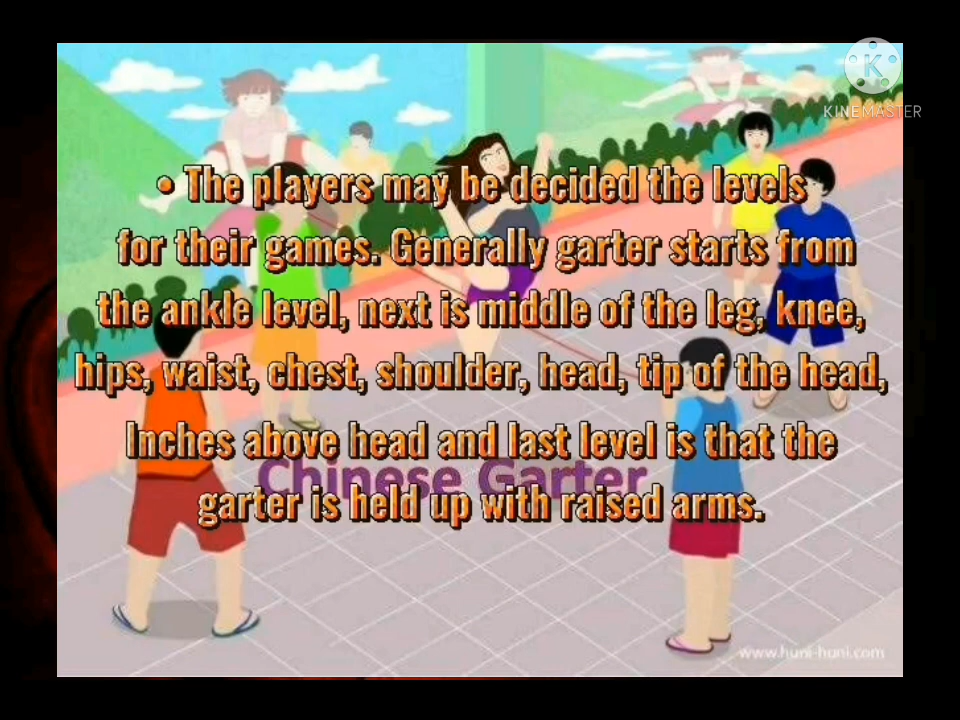 KINEMASTER
• The players may be decided the levels
for their games. Generally garter starts from
the ankle level, next is middle of the leg, knee,
hips, waist, chest, shoulder, head, tip of the head,
Inches above head and last level is that the
Chinese Garter
garter is held up with raised arms.
www.huni-huni.com